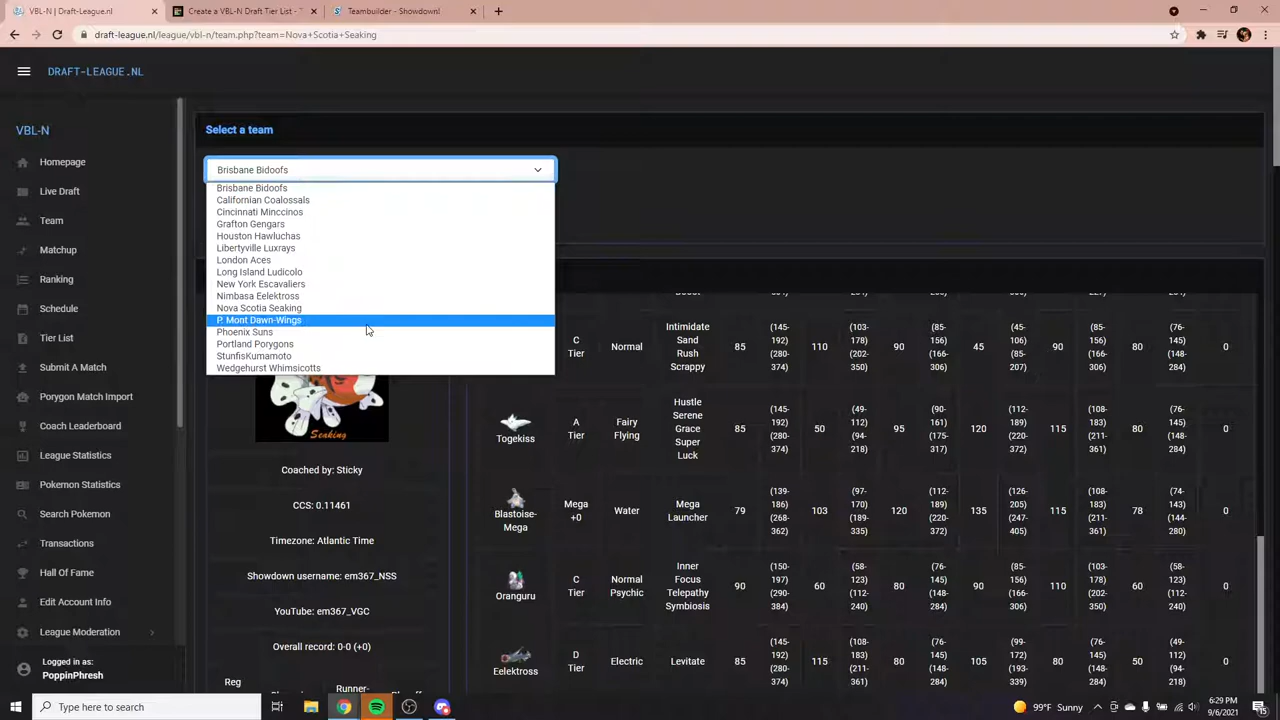 VBL-N | Draft-League.nl
Create a VBL-N Draft Tier List -
Teambuilder - Showdown!
draft-league.nl/league/vbl-n/team.php?team=Nova+Scotia+Seaking
DRAFT-LEAGUE.NL
VBL-N
Homepage
Live Draft
Team
Matchup
Ranking
Schedule
Tier List
Submit A Match
Porygon Match Import
Coach Leaderboard
League Statistics
Pokemon Statistics
Search Pokemon
Transactions
Hall Of Fame
Edit Account Info
League Moderation
Logged in as:
PoppinPhresh
Select a team
Brisbane Bidoofs
Brisbane Bidoofs
Californian Coalossals
Cincinnati Minccinos
Grafton Gengars
Houston Hawluchas
Libertyville Luxrays
London Aces
Long Island Ludicolo
New York Escavaliers
Nimbasa Eelektross
Nova Scotia Seaking
P. Mont Dawn-Wings
Phoenix Suns
Portland Porygons
StunfisKumamoto
Wedgehurst Whimsicotts
Seaking
Coached by: Sticky
CCS: 0.11461
Timezone: Atlantic Time
Showdown username: em367_NSS
YouTube: em367_VGC
Overall record: 0-0 (+0)
Reg
Runner-
C Tier Normal Intimidate Sand Rush Scrappy 85 (145-192) (280-374) 110 (103-178) (202-350) 90 (85-156) (166-306) 45 (45-106) (85-207) 90 (85-156) (166-306) 80 (76-145) (148-284) 0
Togekiss A Tier Fairy Flying Hustle Serene Grace Super Luck 85 (145-192) (280-374) 50 (49-112) (94-218) 95 (90-161) (175-317) 120 (112-189) (220-372) 115 (108-183) (211-361) 80 (76-145) (148-284) 0
Blastoise-Mega Mega +0 Water Mega Launcher 79 (139-186) (268-362) 103 (97-170) (189-335) 120 (112-189) (220-372) 135 (126-205) (247-405) 115 (108-183) (211-361) 78 (74-143) (144-280) 0
Oranguru C Tier Normal Psychic Inner Focus Telepathy Symbiosis 90 (150-197) (290-384) 60 (58-123) (112-240) 80 (76-145) (148-284) 90 (85-156) (166-306) 110 (103-178) (202-350) 60 (58-123) (112-240) 0
Eelektross D Tier Electric Levitate 85 (145-192) (280-374) 115 (108-183) (211-361) 80 (76-145) (148-284) 105 (99-172) (193-339) 80 (76-145) (148-284) 50 (49-112) (94-218) 0
Type here to search
99°F Sunny
6:29 PM
9/6/2021
15